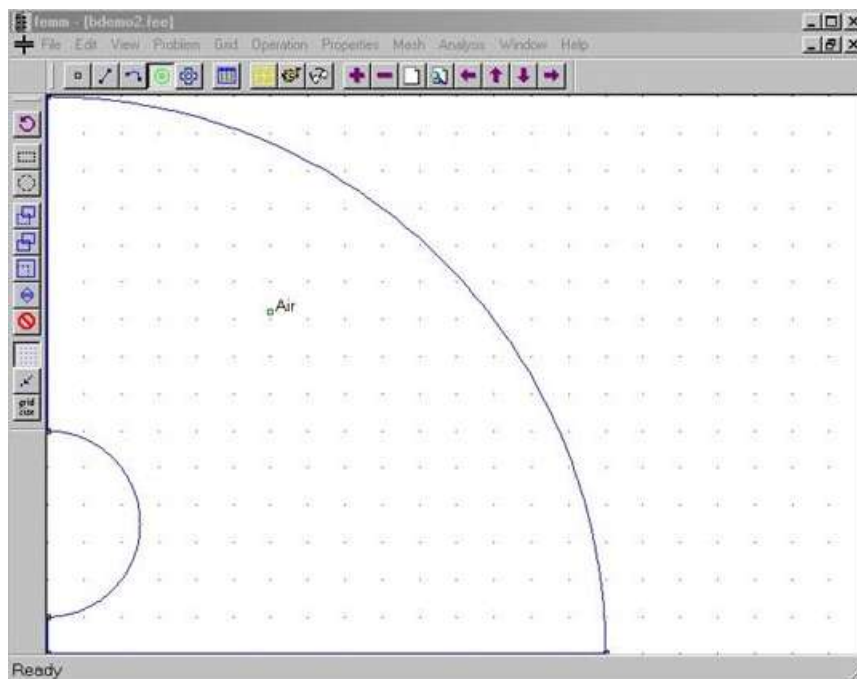 femm - [bdemo2.fee]
File Edit View Problem Grid Operation Properties Mesh Analysis Window Help
Air
grid
size
Ready